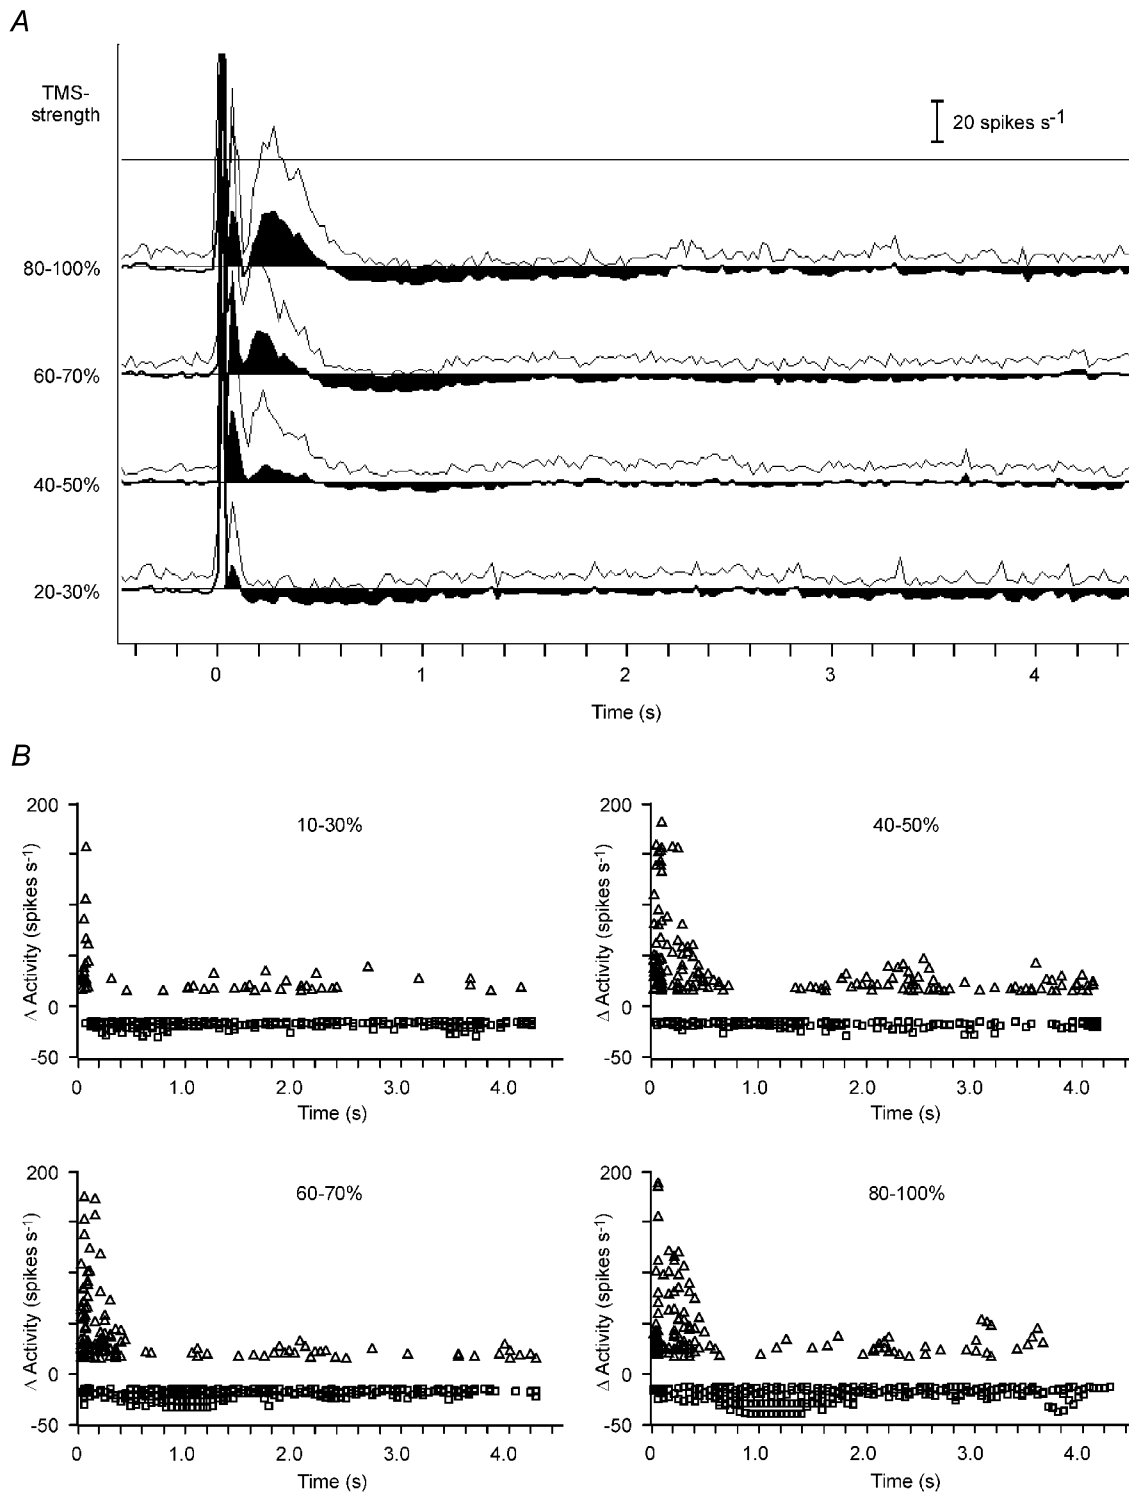 A
TMS-
strength
20 spikes s-1
80-100%
60-70%
40-50%
20-30%
0 1 2 3 4
Time (s)
B
10-30%
Δ Activity (spikes s-1)
200
0
-50
0 1.0 2.0 3.0 4.0
Time (s)
40-50%
Δ Activity (spikes s-1)
200
0
-50
0 1.0 2.0 3.0 4.0
Time (s)
60-70%
Δ Activity (spikes s-1)
200
100
0
-50
0 1.0 2.0 3.0 4.0
Time (s)
80-100%
Δ Activity (spikes s-1)
200
100
0
-50
0 1.0 2.0 3.0 4.0
Time (s)